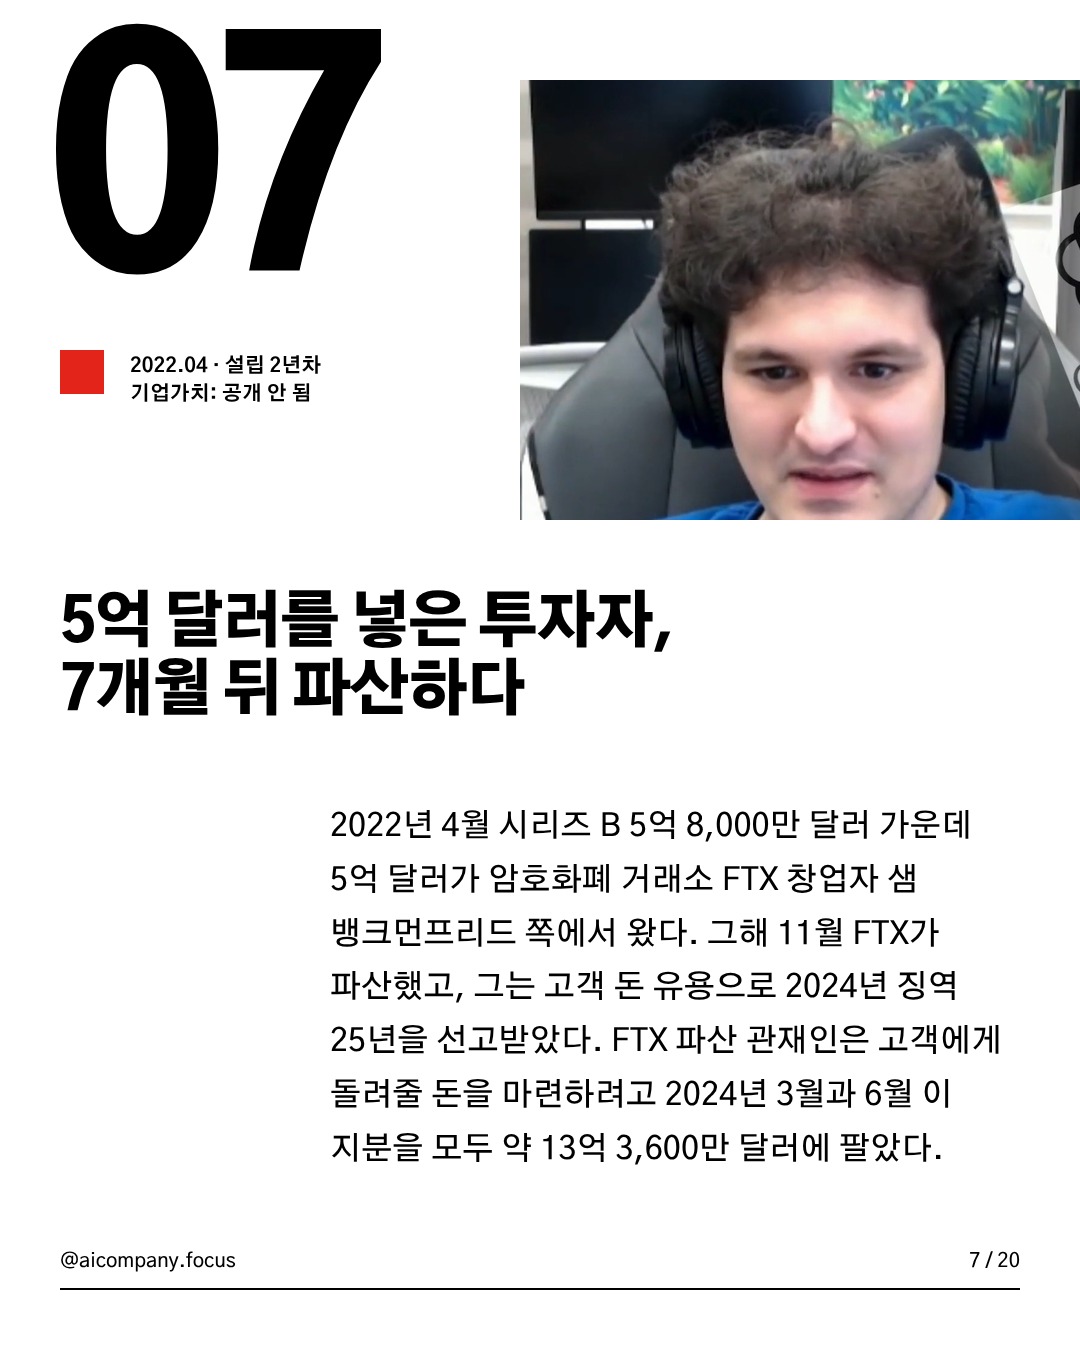 07
2022.04 · 설립 2년차
기업가치: 공개 안 됨
5억 달러를 넣은 투자자,
7개월 뒤 파산하다
2022년 4월 시리즈 B 5억 8,000만 달러 가운데
5억 달러가 암호화폐 거래소 FTX 창업자 샘
뱅크먼프리드 쪽에서 왔다. 그해 11월 FTX가
파산했고, 그는 고객 돈 유용으로 2024년 징역
25년을 선고받았다. FTX 파산 관재인은 고객에게
돌려줄 돈을 마련하려고 2024년 3월과 6월 이
지분을 모두 약 13억 3,600만 달러에 팔았다.
@aicompany.focus
7 / 20